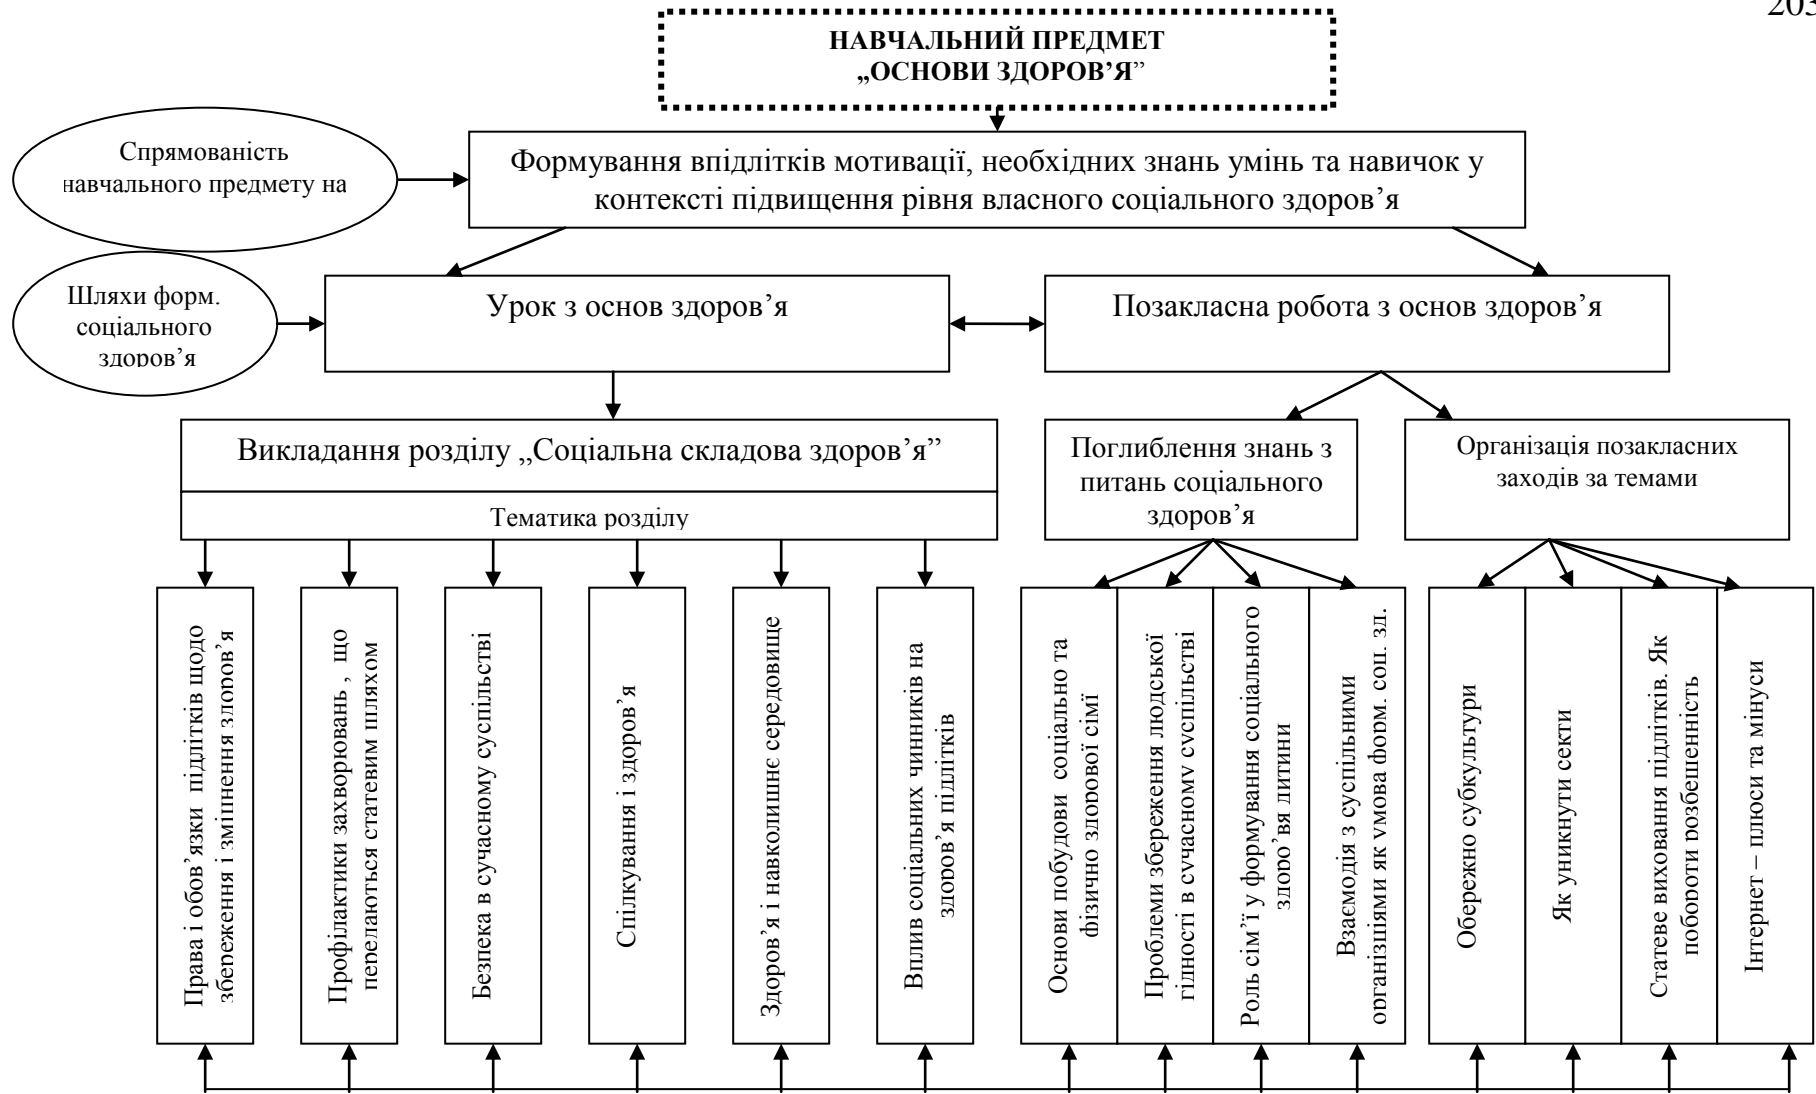 203
НАВЧАЛЬНИЙ ПРЕДМЕТ
„ОСНОВИ ЗДОРОВ’Я”
Спрямованість
навчального предмету на
Формування впідлітків мотивації, необхідних знань умінь та навичок у
контексті підвищення рівня власного соціального здоров’я
Шляхи форм.
соціального
здоров’я
Урок з основ здоров’я
Позакласна робота з основ здоров’я
Викладання розділу „Соціальна складова здоров’я”
Тематика розділу
Поглиблення знань з
питань соціального
здоров’я
Організація позакласних
заходів за темами
Права і обов’язки підлітків щодо
збереження і зміцнення здоров’я
Профілактики захворювань , що
передаються статевим шляхом
Безпека в сучасному суспільстві
Спілкування і здоров’я
Здоров’я і навколишнє середовище
Вплив соціальних чинників на
здоров’я підлітків
Основи побудови соціально та
фізично здорової сімї
Проблеми збереження людської
гідності в сучасному суспільстві
Роль сім’ї у формування соціального
здоро’вя дитини
Взаємодія з суспільними
організціями як умова форм. соц. зд.
Обережно субкультури
Як уникнути секти
Статеве виховання підлітків. Як
побороти розбешенність
Інтернет – плюси та мінуси